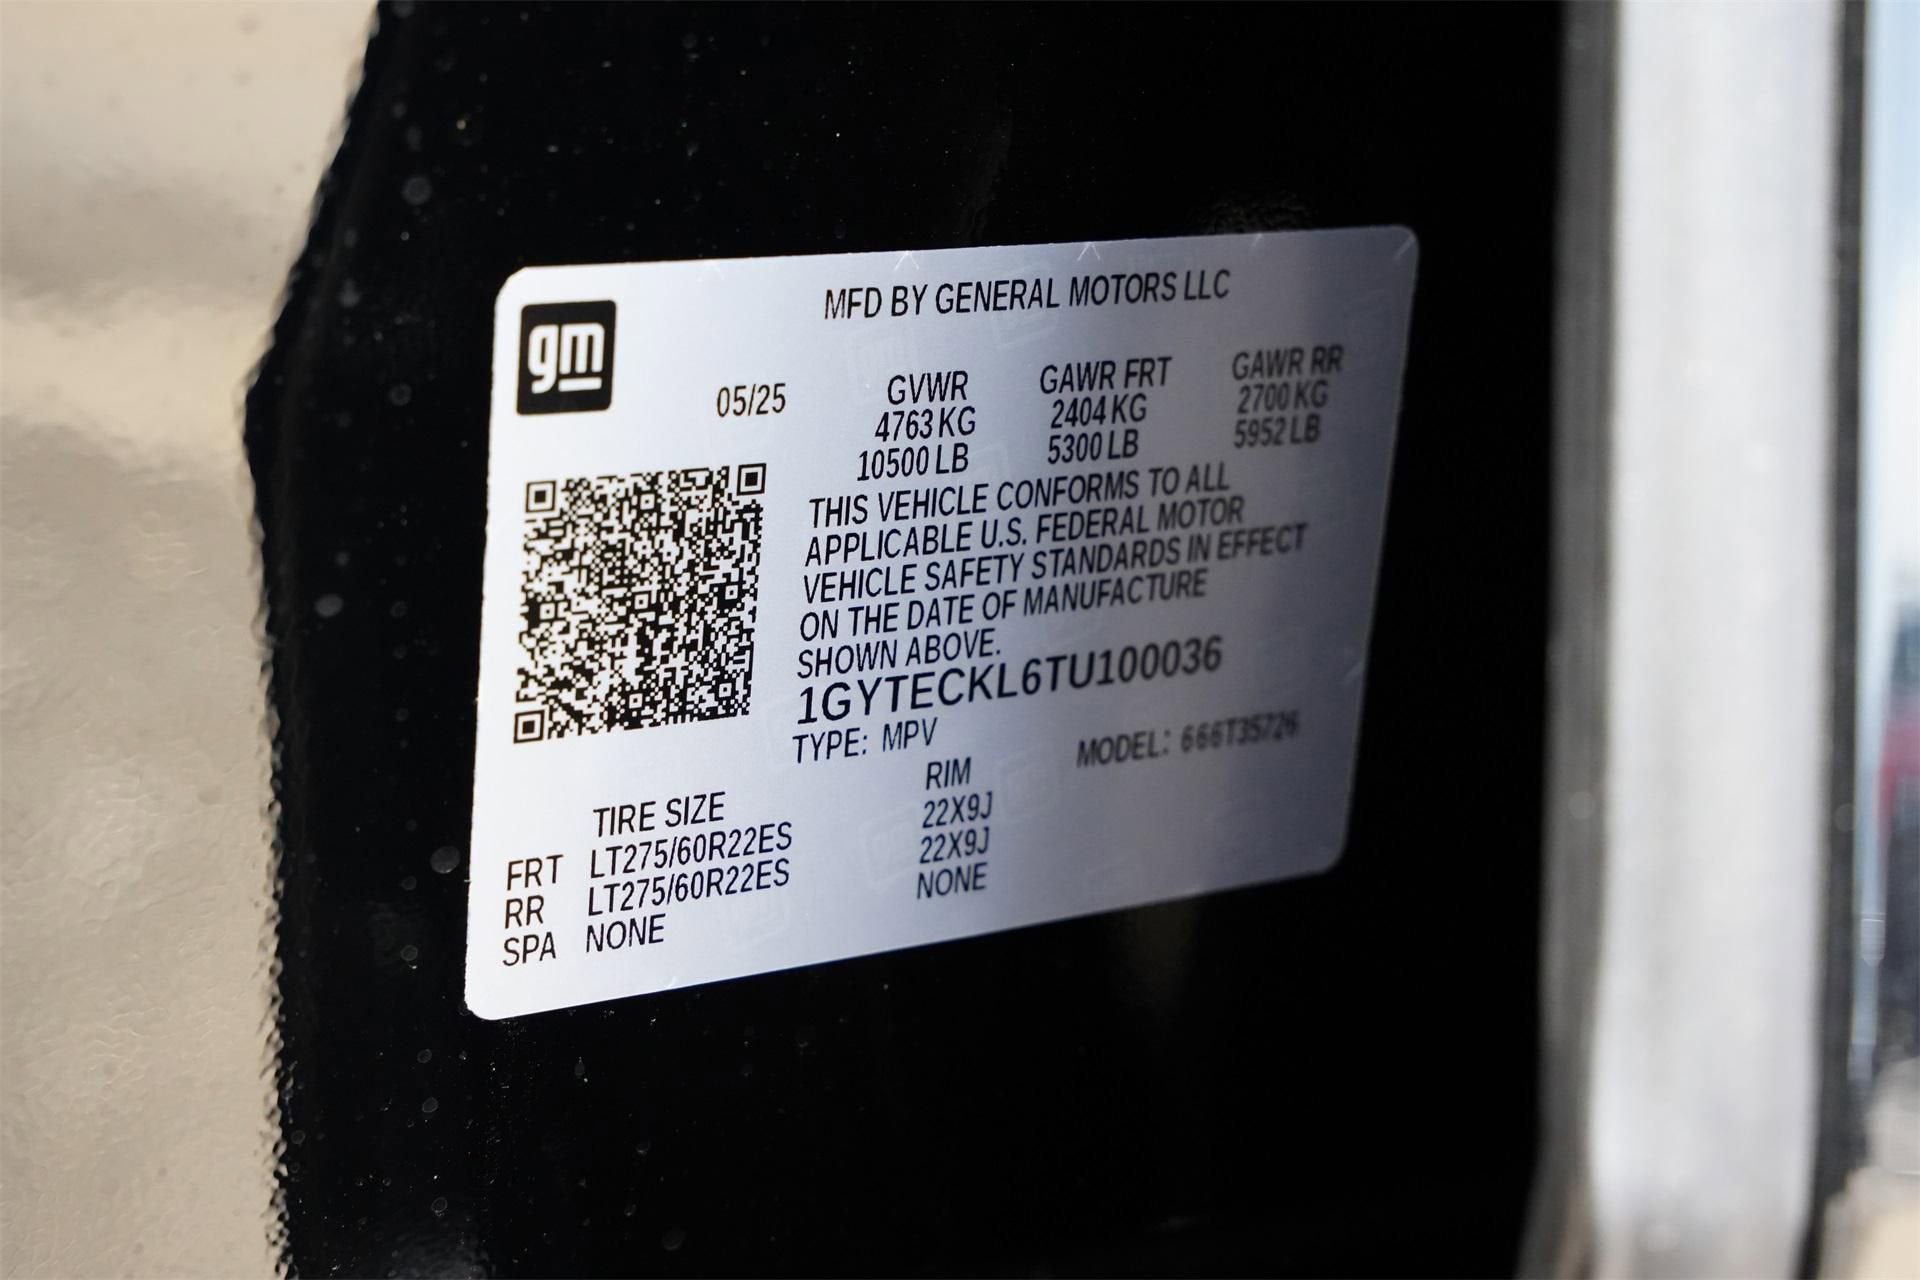 MFD BY GENERAL MOTORS LLC
gm
05/25
GVWR GAWR FRT GAWR RR
4763 KG 2404 KG 2700 KG
10500 LB 5300 LB 5952 LB
THIS VEHICLE CONFORMS TO ALL
APPLICABLE U.S. FEDERAL MOTOR
VEHICLE SAFETY STANDARDS IN EFFECT
ON THE DATE OF MANUFACTURE
SHOWN ABOVE.
1GYTECKL6TU100036
TYPE: MPV MODEL: 666T35726
TIRE SIZE RIM
FRT LT275/60R22ES 22X9J
RR LT275/60R22ES 22X9J
SPA NONE NONE